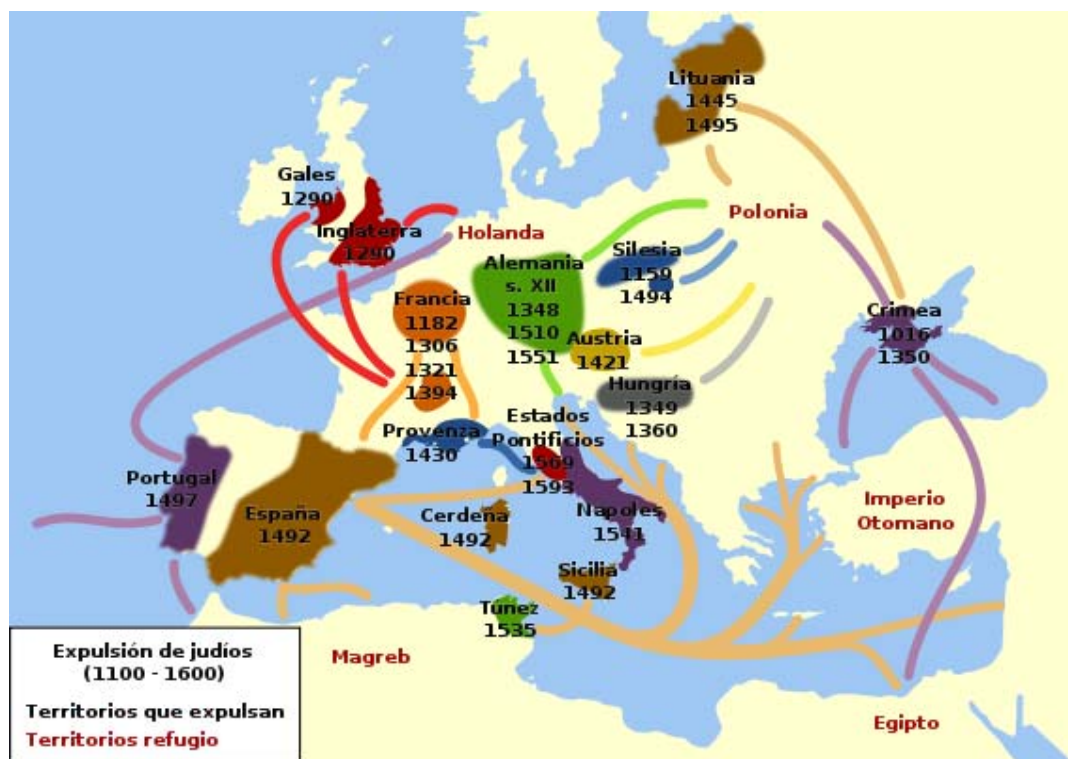 Lituania
1445
1495
Gales
1290
Inglaterra
1290
Holanda
Polonia
Silesia
1159
1494
Alemania
s. XII
1348
1510
1551
Francia
1182
1306
1321
1394
Austria
1421
Crimea
1016
1350
Hungría
1349
1360
Provenza
1430
Estados
Pontificios
1569
1593
Portugal
1497
España
1492
Cerdeña
1492
Napoles
1541
Imperio
Otomano
Sicilia
1492
Túnez
1535
Magreb
Egipto
Expulsión de judíos
(1100 - 1600)
Territorios que expulsan
Territorios refugio